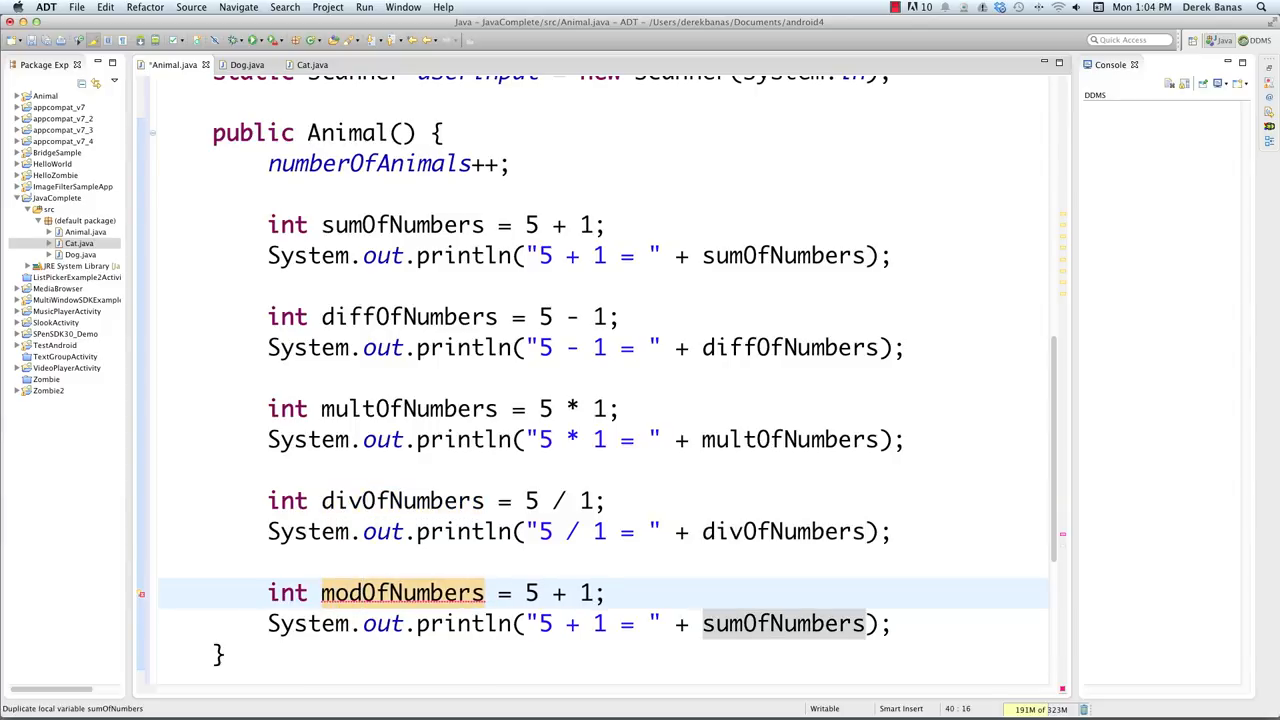 ADT File Edit Refactor Source Navigate Search Project Run Window Help 10 Mon 1:04 PM Derek Banas
Java – JavaComplete/src/Animal.java – ADT – /Users/derekbanas/Documents/android4
Quick Access Java DDMS
Package Exp
*Animal.java Dog.java Cat.java
Console
DDMS
Animal
appcompat_v7
appcompat_v7_2
appcompat_v7_3
appcompat_v7_4
BridgeSample
HelloWorld
HelloZombie
ImageFilterSampleApp
JavaComplete
src
(default package)
Animal.java
Cat.java
Dog.java
JRE System Library [Ja
ListPickerExample2Activi
MediaBrowser
MultiWindowSDKExample
MusicPlayerActivity
SlookActivity
SPenSDK30_Demo
TestAndroid
TextGroupActivity
VideoPlayerActivity
Zombie
Zombie2
static Scanner userInput = new Scanner(System.in);
public Animal() {
numberOfAnimals++;
int sumOfNumbers = 5 + 1;
System.out.println("5 + 1 = " + sumOfNumbers);
int diffOfNumbers = 5 - 1;
System.out.println("5 - 1 = " + diffOfNumbers);
int multOfNumbers = 5 * 1;
System.out.println("5 * 1 = " + multOfNumbers);
int divOfNumbers = 5 / 1;
System.out.println("5 / 1 = " + divOfNumbers);
int modOfNumbers = 5 + 1;
System.out.println("5 + 1 = " + sumOfNumbers);
}
Duplicate local variable sumOfNumbers Writable Smart Insert 40 : 16 191M of 323M